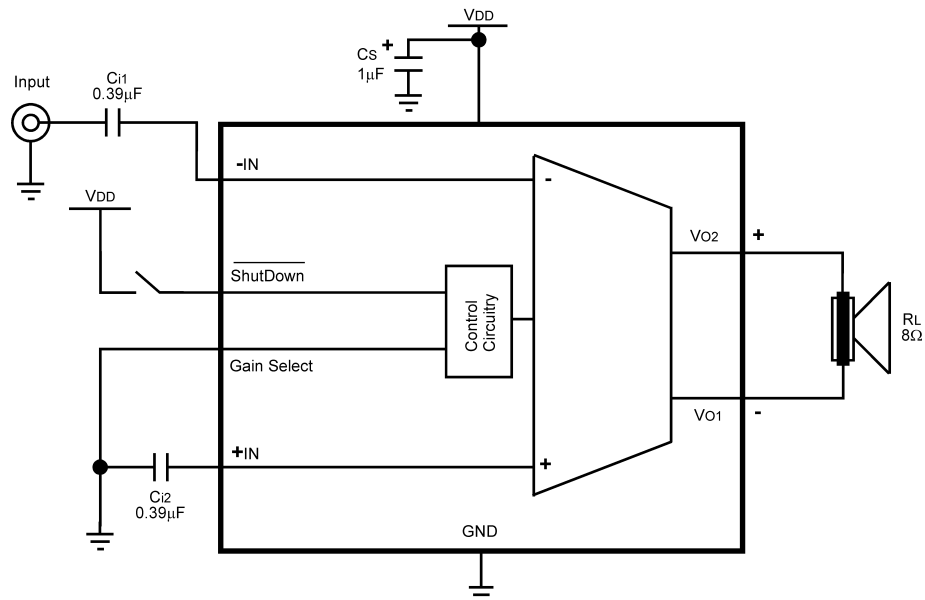 VDD
CS +
1µF
Input
Ci1
0.39µF
-IN
-
VDD
VO2
+
ShutDown
Control
Circuitry
RL
8Ω
Gain Select
VO1
-
+IN
+
Ci2
0.39µF
GND